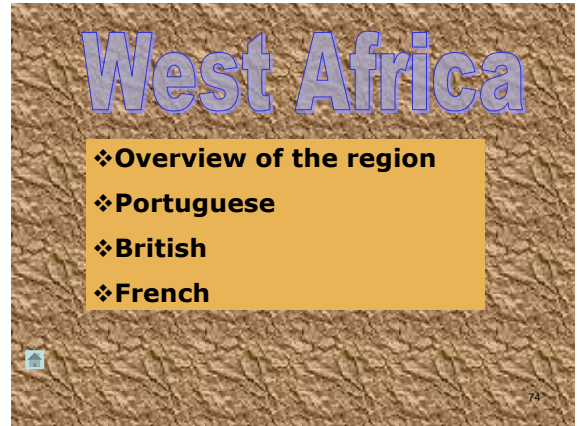 West Africa
❖Overview of the region
❖Portuguese
❖British
❖French
74